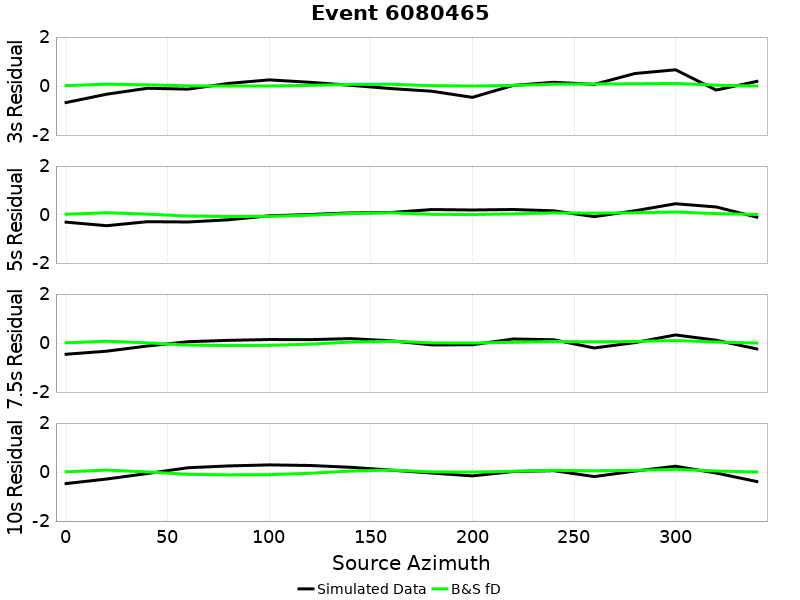 Event 6080465
3s Residual
2
0
-2
5s Residual
2
0
-2
7.5s Residual
2
0
-2
10s Residual
2
0
-2
0 50 100 150 200 250 300
Source Azimuth
Simulated Data B&S fD